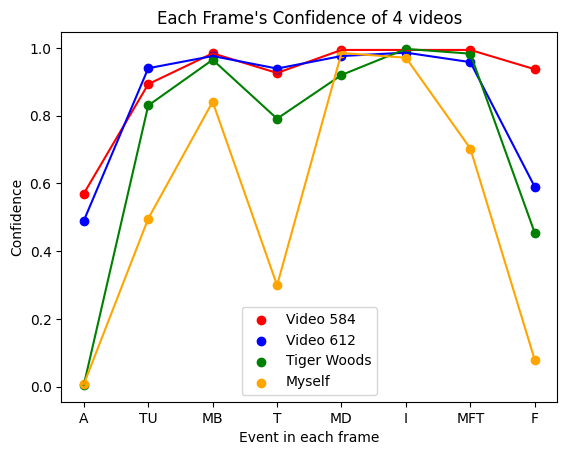 Each Frame's Confidence of 4 videos
Confidence
1.0
0.8
0.6
0.4
0.2
0.0
Video 584
Video 612
Tiger Woods
Myself
A TU MB T MD I MFT F
Event in each frame